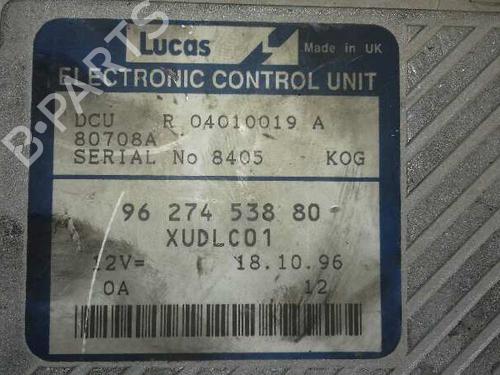 Lucas
Made in UK
ELECTRONIC CONTROL UNIT
DCU R 04010019 A
80708A
SERIAL No 8405 KOG
96 274 538 80
XUDLC01
12V= 18.10.96
0A 12
B-PARTS